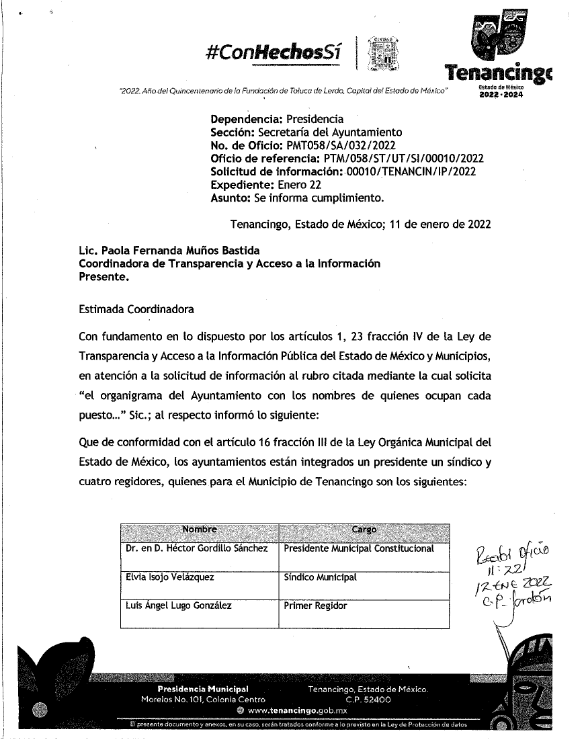 #ConHechosSí
Tenancingo
Estado de México
2022 - 2024
"2022. Año del Quincentenario de la Fundación de Toluca de Lerdo, Capital del Estado de México"
Dependencia: Presidencia
Sección: Secretaría del Ayuntamiento
No. de Oficio: PMT058/SA/032/2022
Oficio de referencia: PTM/058/ST/UT/SI/00010/2022
Solicitud de información: 00010/TENANCIN/IP/2022
Expediente: Enero 22
Asunto: Se informa cumplimiento.
Tenancingo, Estado de México; 11 de enero de 2022
Lic. Paola Fernanda Muños Bastida
Coordinadora de Transparencia y Acceso a la Información
Presente.
Estimada Coordinadora
Con fundamento en lo dispuesto por los artículos 1, 23 fracción IV de la Ley de
Transparencia y Acceso a la Información Pública del Estado de México y Municipios,
en atención a la solicitud de información al rubro citada mediante la cual solicita
"el organigrama del Ayuntamiento con los nombres de quienes ocupan cada
puesto..." Sic.; al respecto informó lo siguiente:
Que de conformidad con el artículo 16 fracción III de la Ley Orgánica Municipal del
Estado de México, los ayuntamientos están integrados un presidente un síndico y
cuatro regidores, quienes para el Municipio de Tenancingo son los siguientes:
Nombre Cargo
Dr. en D. Héctor Gordillo Sánchez Presidente Municipal Constitucional
Elvia Isojo Velázquez Síndico Municipal
Luis Ángel Lugo González Primer Regidor
Recibí Oficio
11:22
12 ENE 2022
C.P. Jordón
Presidencia Municipal Tenancingo, Estado de México.
Morelos No. 101, Colonia Centro C.P. 52400
www.tenancingo.gob.mx
El presente documento y anexos, en su caso, serán tratados conforme a lo previsto en la Ley de Protección de datos